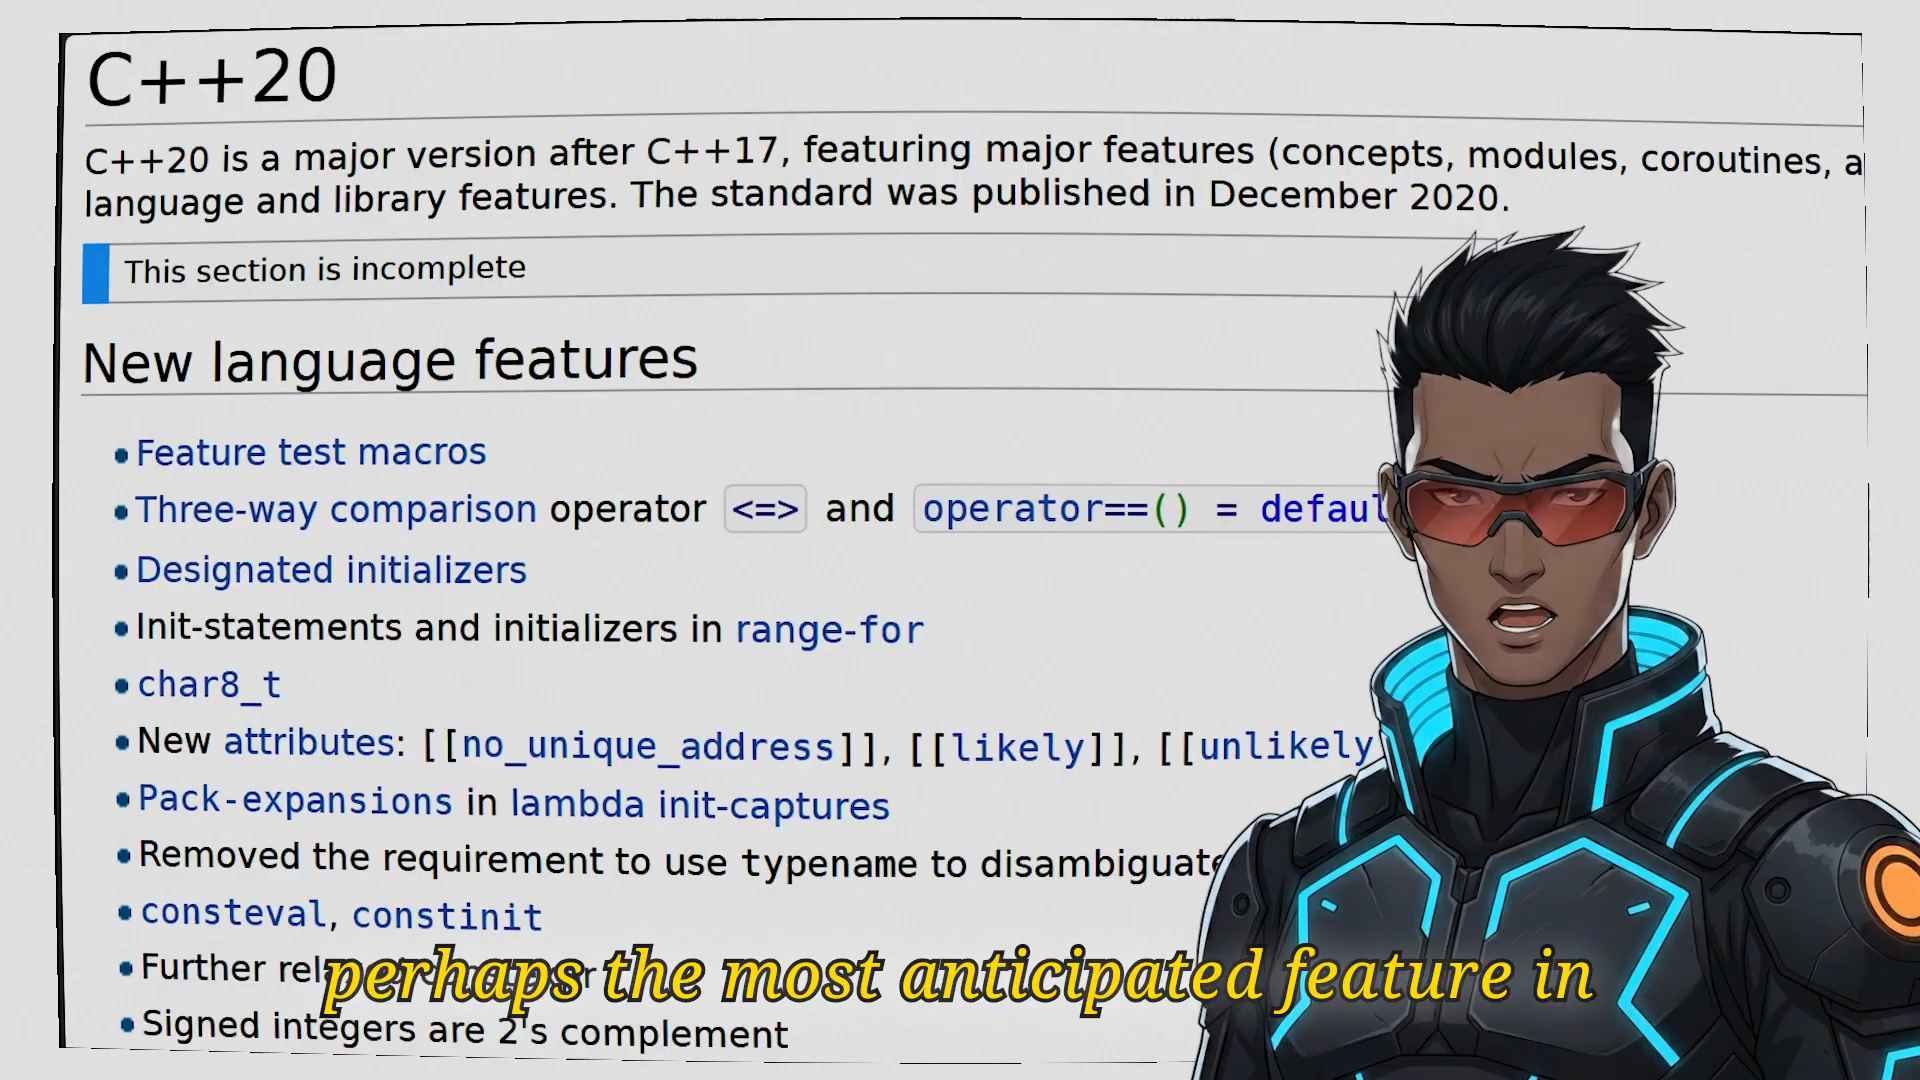 C++20
C++20 is a major version after C++17, featuring major features (concepts, modules, coroutines, a
language and library features. The standard was published in December 2020.
This section is incomplete
New language features
Feature test macros
Three-way comparison operator <=> and operator==() = defaul
Designated initializers
Init-statements and initializers in range-for
char8_t
New attributes: [[no_unique_address]], [[likely]], [[unlikely
Pack-expansions in lambda init-captures
Removed the requirement to use typename to disambiguate
consteval, constinit
Further
perhaps the most anticipated feature in
Signed integers are 2's complement